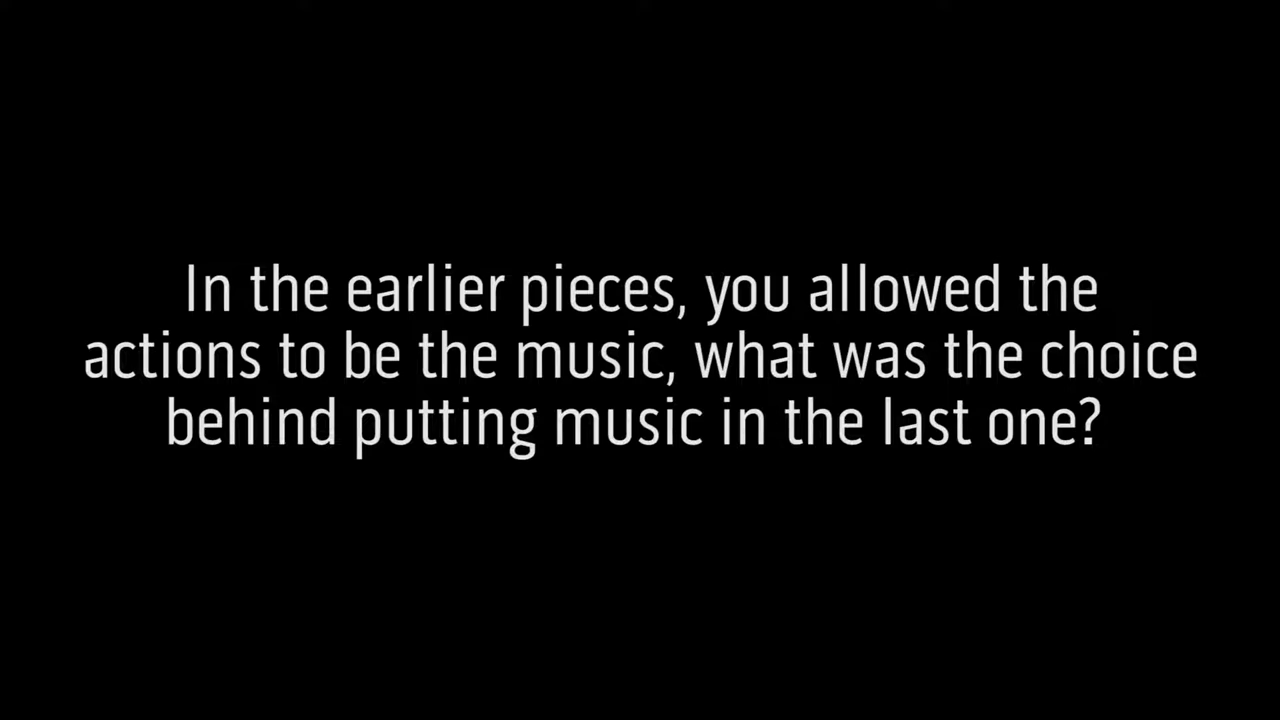 In the earlier pieces, you allowed the
actions to be the music, what was the choice
behind putting music in the last one?